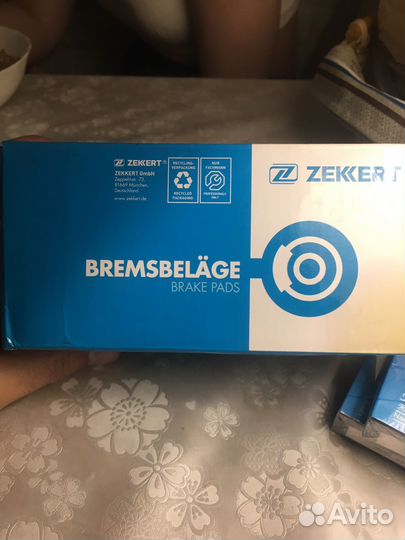 ZEKKERT®
ZEKKERT GmbH
Zeppelinstr. 73,
81669 München,
Deutschland
www.zekkert.de
RECYCLING-
VERPACKUNG
RECYCLED
PACKAGING
NUR
FACHMANN
PROFESSIONALS
ONLY
ZEKKERT
BREMSBELÄGE
BRAKE PADS
Avito